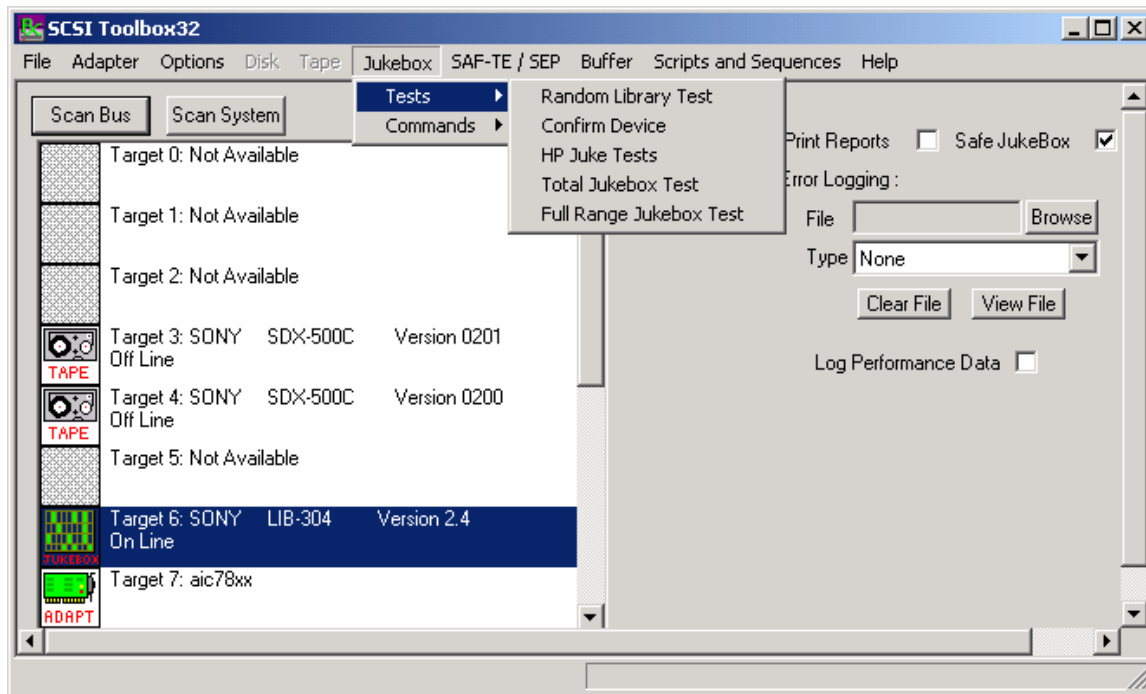 SCSI Toolbox32
File Adapter Options Disk Tape Jukebox SAF-TE / SEP Buffer Scripts and Sequences Help
Tests
Commands
Random Library Test
Confirm Device
HP Juke Tests
Total Jukebox Test
Full Range Jukebox Test
Scan Bus Scan System
Target 0: Not Available
Target 1: Not Available
Target 2: Not Available
Target 3: SONY SDX-500C Version 0201
Off Line
TAPE
Target 4: SONY SDX-500C Version 0200
Off Line
TAPE
Target 5: Not Available
Target 6: SONY LIB-304 Version 2.4
On Line
JUKEBOX
Target 7: aic78xx
ADAPT
Print Reports Safe JukeBox
Error Logging :
File Browse
Type None
Clear File View File
Log Performance Data